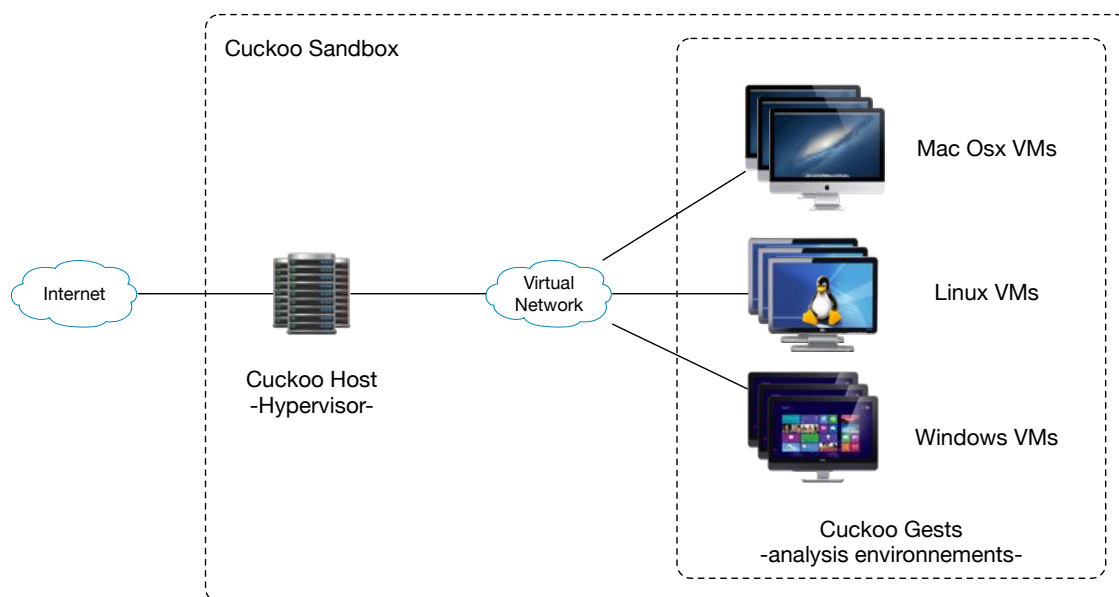 Cuckoo Sandbox
Mac Osx VMs
Internet
Virtual
Network
Linux VMs
Cuckoo Host
-Hypervisor-
Windows VMs
Cuckoo Gests
-analysis environnements-